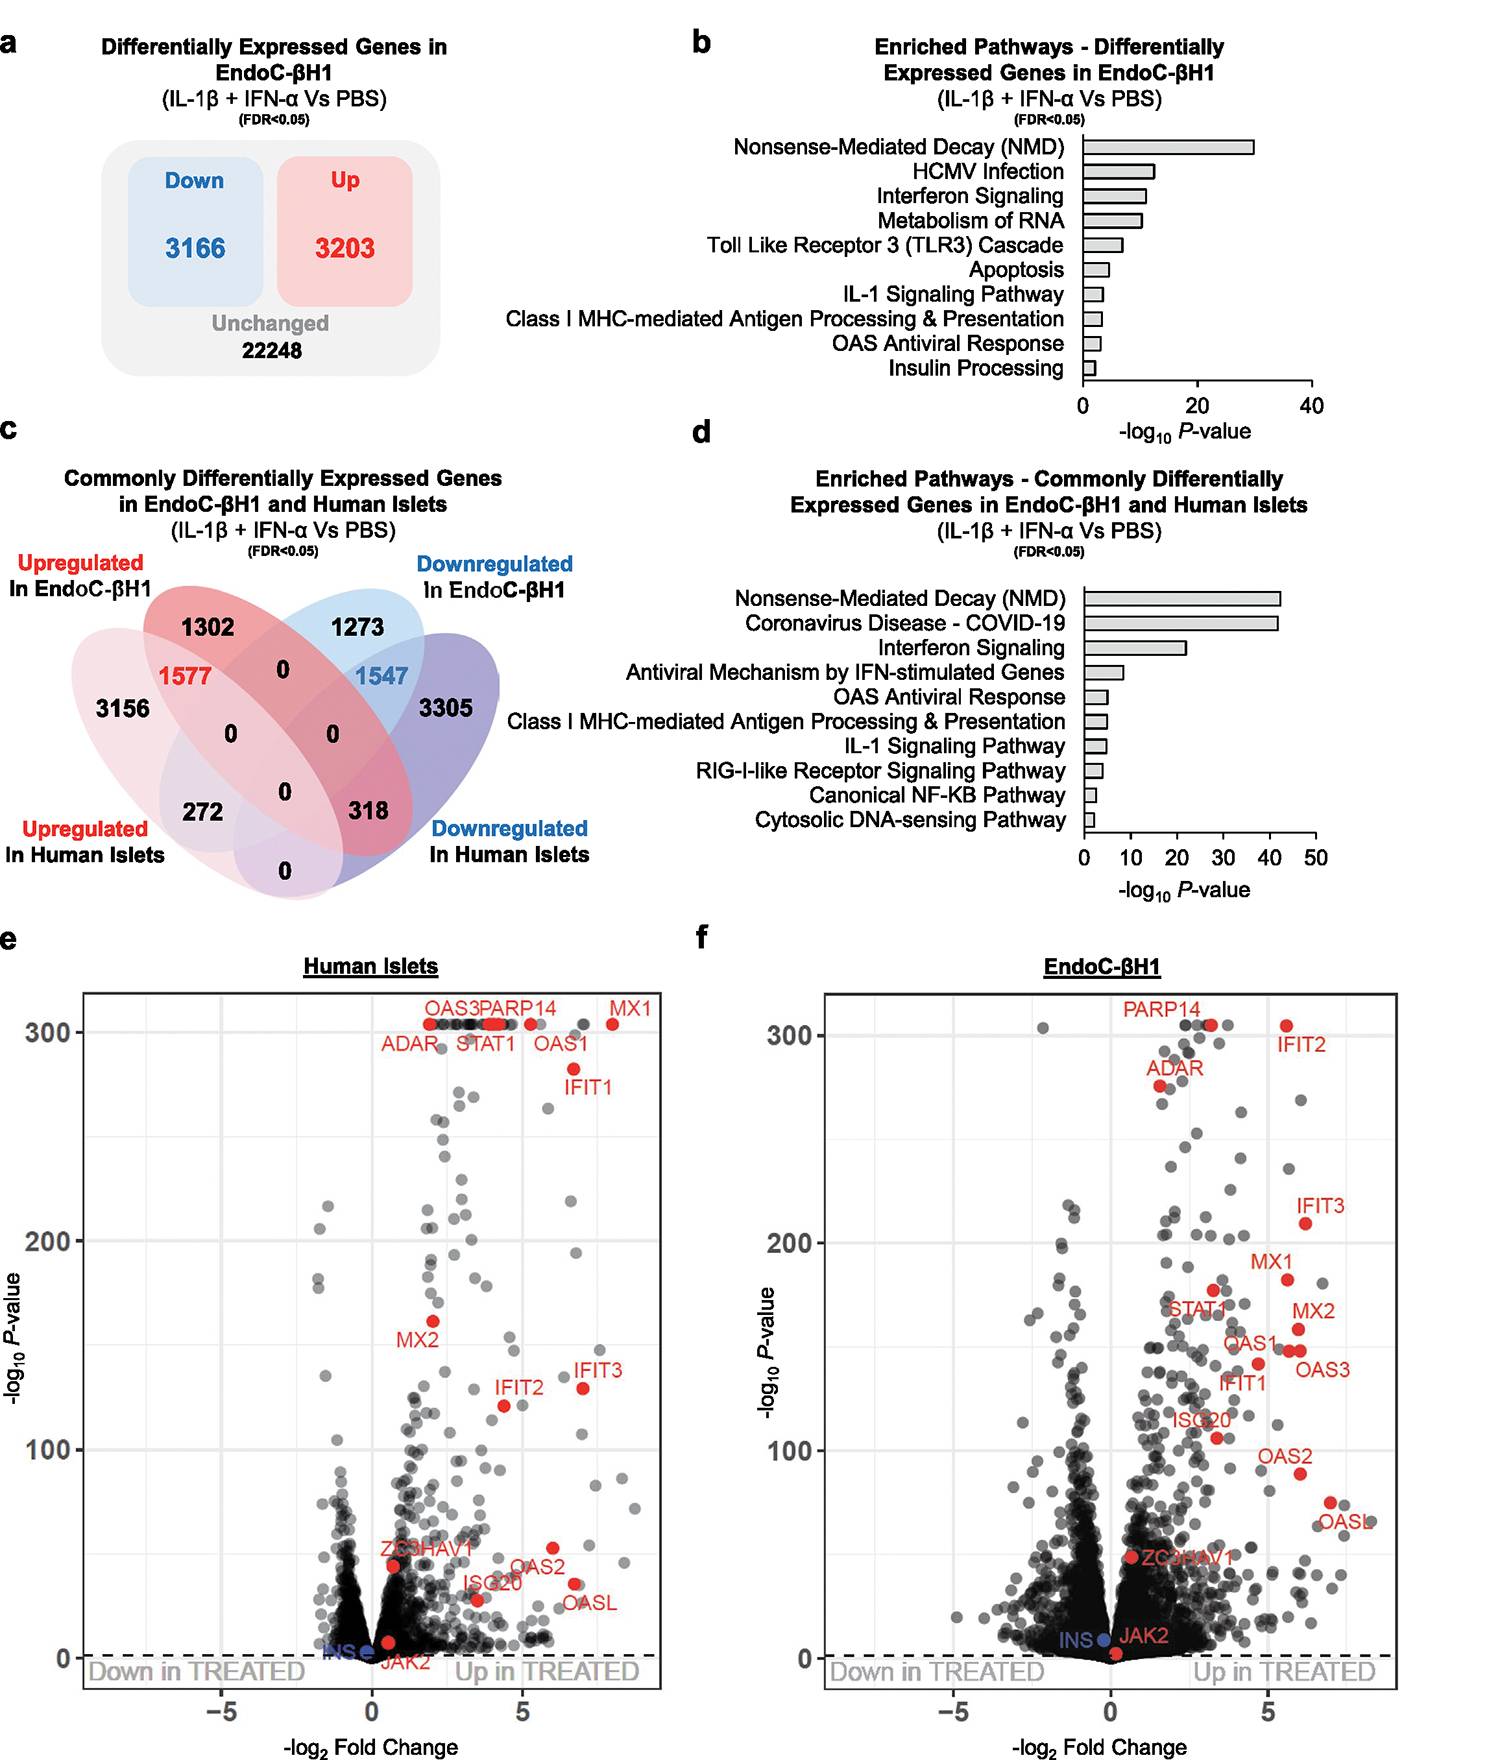 a
Differentially Expressed Genes in
EndoC-βH1
(IL-1β + IFN-α Vs PBS)
(FDR<0.05)
Down
Up
3166
3203
Unchanged
22248
b
Enriched Pathways - Differentially
Expressed Genes in EndoC-βH1
(IL-1β + IFN-α Vs PBS)
(FDR<0.05)
Nonsense-Mediated Decay (NMD)
HCMV Infection
Interferon Signaling
Metabolism of RNA
Toll Like Receptor 3 (TLR3) Cascade
Apoptosis
IL-1 Signaling Pathway
Class I MHC-mediated Antigen Processing & Presentation
OAS Antiviral Response
Insulin Processing
0 20 40
-log10 P-value
c
Commonly Differentially Expressed Genes
in EndoC-βH1 and Human Islets
(IL-1β + IFN-α Vs PBS)
(FDR<0.05)
Upregulated
In EndoC-βH1
Downregulated
In EndoC-βH1
1302
1273
1577
0
1547
3156
3305
0
0
0
272
318
0
Upregulated
In Human Islets
Downregulated
In Human Islets
d
Enriched Pathways - Commonly Differentially
Expressed Genes in EndoC-βH1 and Human Islets
(IL-1β + IFN-α Vs PBS)
(FDR<0.05)
Nonsense-Mediated Decay (NMD)
Coronavirus Disease - COVID-19
Interferon Signaling
Antiviral Mechanism by IFN-stimulated Genes
OAS Antiviral Response
Class I MHC-mediated Antigen Processing & Presentation
IL-1 Signaling Pathway
RIG-I-like Receptor Signaling Pathway
Canonical NF-KB Pathway
Cytosolic DNA-sensing Pathway
0 10 20 30 40 50
-log10 P-value
e
Human Islets
OAS3 PARP14 MX1
ADAR STAT1 OAS1
IFIT1
MX2
IFIT3
IFIT2
ZC3HAV1
OAS2
ISG20
OASL
INS
JAK2
Down in TREATED
Up in TREATED
300
200
100
0
-log10 P-value
−5 0 5
-log2 Fold Change
f
EndoC-βH1
PARP14
IFIT2
ADAR
IFIT3
MX1
STAT1
MX2
OAS1
OAS3
IFIT1
ISG20
OAS2
OASL
ZC3HAV1
INS
JAK2
Down in TREATED
Up in TREATED
300
200
100
0
-log10 P-value
−5 0 5
-log2 Fold Change